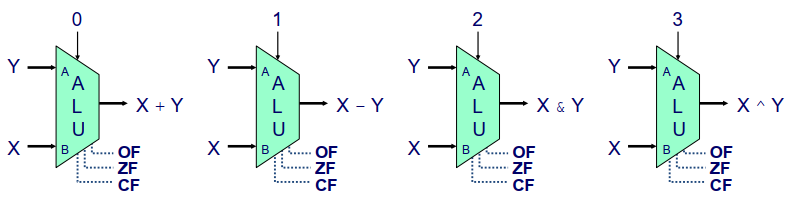 0
Y
A
A
L
U
X
B
X + Y
OF
ZF
CF
1
Y
A
A
L
U
X
B
X – Y
OF
ZF
CF
2
Y
A
A
L
U
X
B
X & Y
OF
ZF
CF
3
Y
A
A
L
U
X
B
X ^ Y
OF
ZF
CF